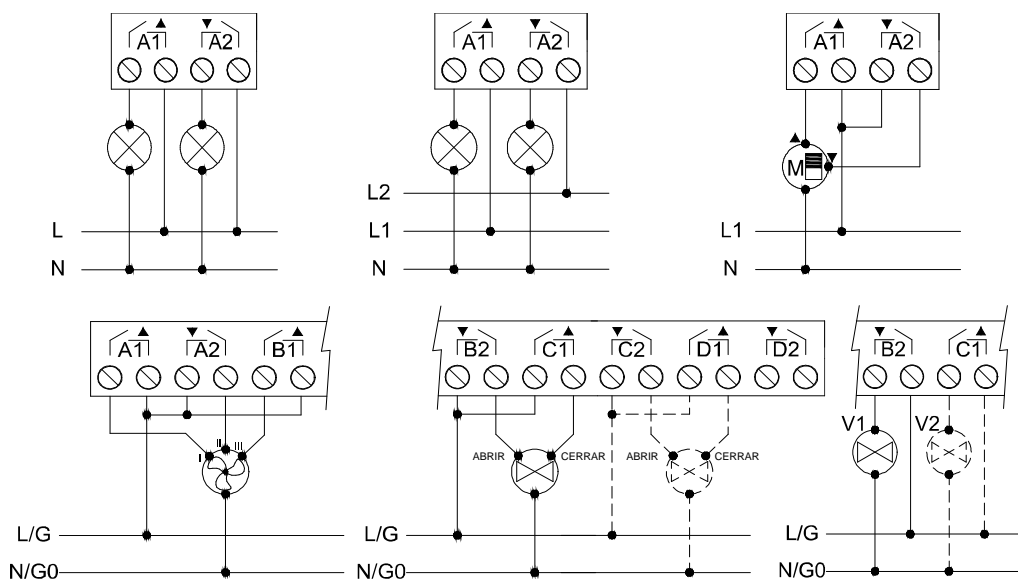 A1 A2
L
N
A1 A2
L2
L1
N
A1 A2
M
L1
N
A1 A2 B1
I II III
L/G
N/G0
B2 C1 C2 D1 D2
ABRIR CERRAR ABRIR CERRAR
L/G
N/G0
B2 C1
V1 V2
L/G
N/G0